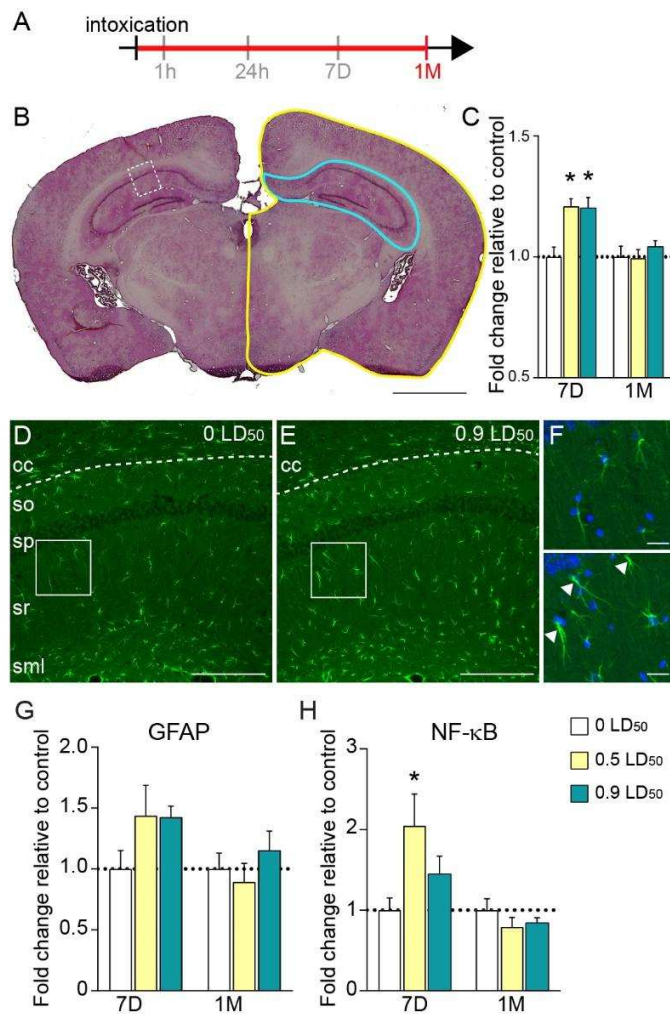 A
intoxication
1h 24h 7D 1M
B
C
Fold change relative to control
1.5
1.0
0.5
* *
7D 1M
D 0 LD50
cc
so
sp
sr
sml
E 0.9 LD50
cc
F
G GFAP
Fold change relative to control
2.0
1.5
1.0
0.5
0.0
7D 1M
H NF-κB
Fold change relative to control
4
3
2
1
0
*
7D 1M
0 LD50
0.5 LD50
0.9 LD50